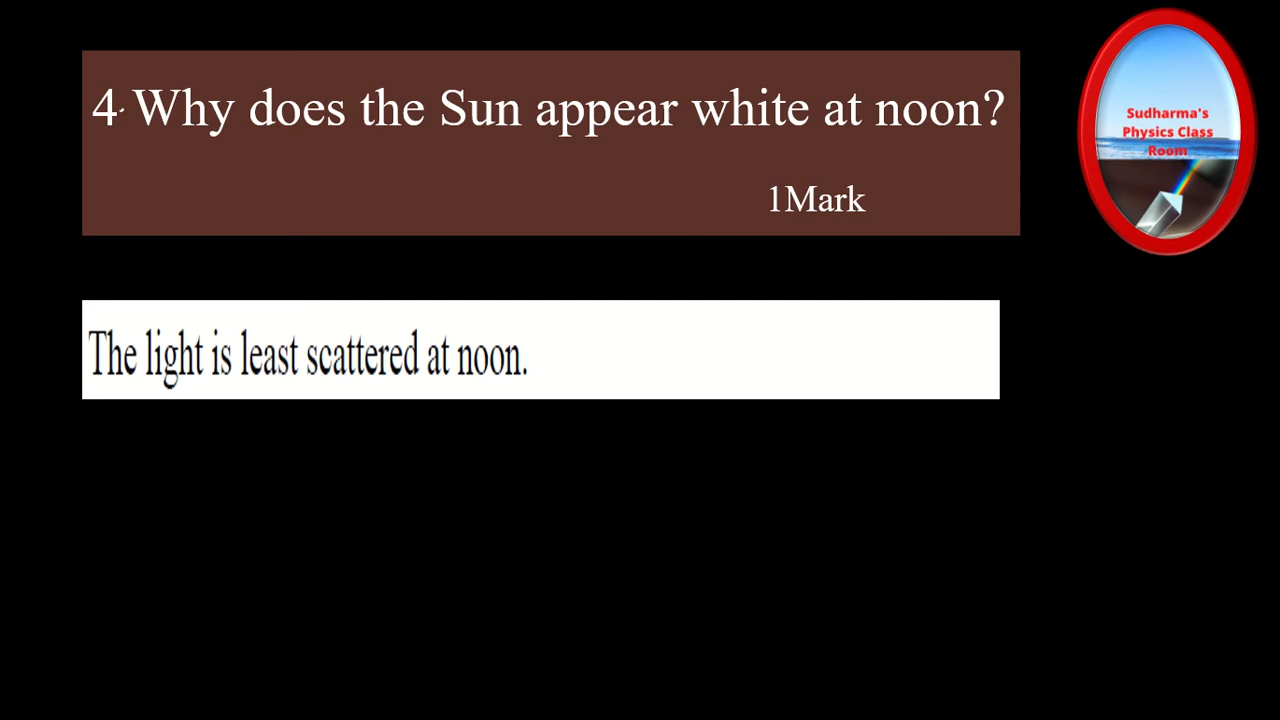 4. Why does the Sun appear white at noon?
1Mark
Sudharma's
Physics Class
Room
The light is least scattered at noon.